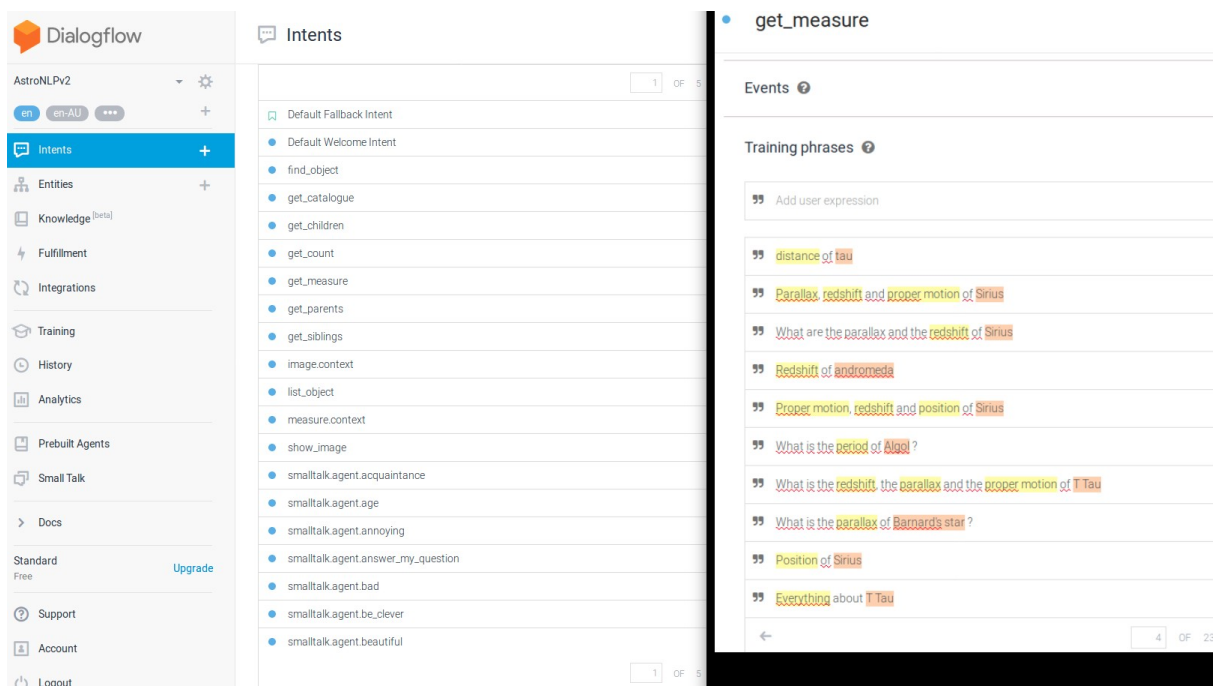 Dialogflow
AstroNLPv2
en en-AU •••
Intents
Entities
Knowledge [beta]
Fulfillment
Integrations
Training
History
Analytics
Prebuilt Agents
Small Talk
Docs
Standard
Free
Upgrade
Support
Account
Logout
Intents
1 OF 5
Default Fallback Intent
Default Welcome Intent
find_object
get_catalogue
get_children
get_count
get_measure
get_parents
get_siblings
image.context
list_object
measure.context
show_image
smalltalk.agent.acquaintance
smalltalk.agent.age
smalltalk.agent.annoying
smalltalk.agent.answer_my_question
smalltalk.agent.bad
smalltalk.agent.be_clever
smalltalk.agent.beautiful
1 OF 5
get_measure
Events
Training phrases
Add user expression
distance of tau
Parallax, redshift and proper motion of Sirius
What are the parallax and the redshift of Sirius
Redshift of andromeda
Proper motion, redshift and position of Sirius
What is the period of Algol ?
What is the redshift, the parallax and the proper motion of T Tau
What is the parallax of Barnard's star ?
Position of Sirius
Everything about T Tau
4 OF 23